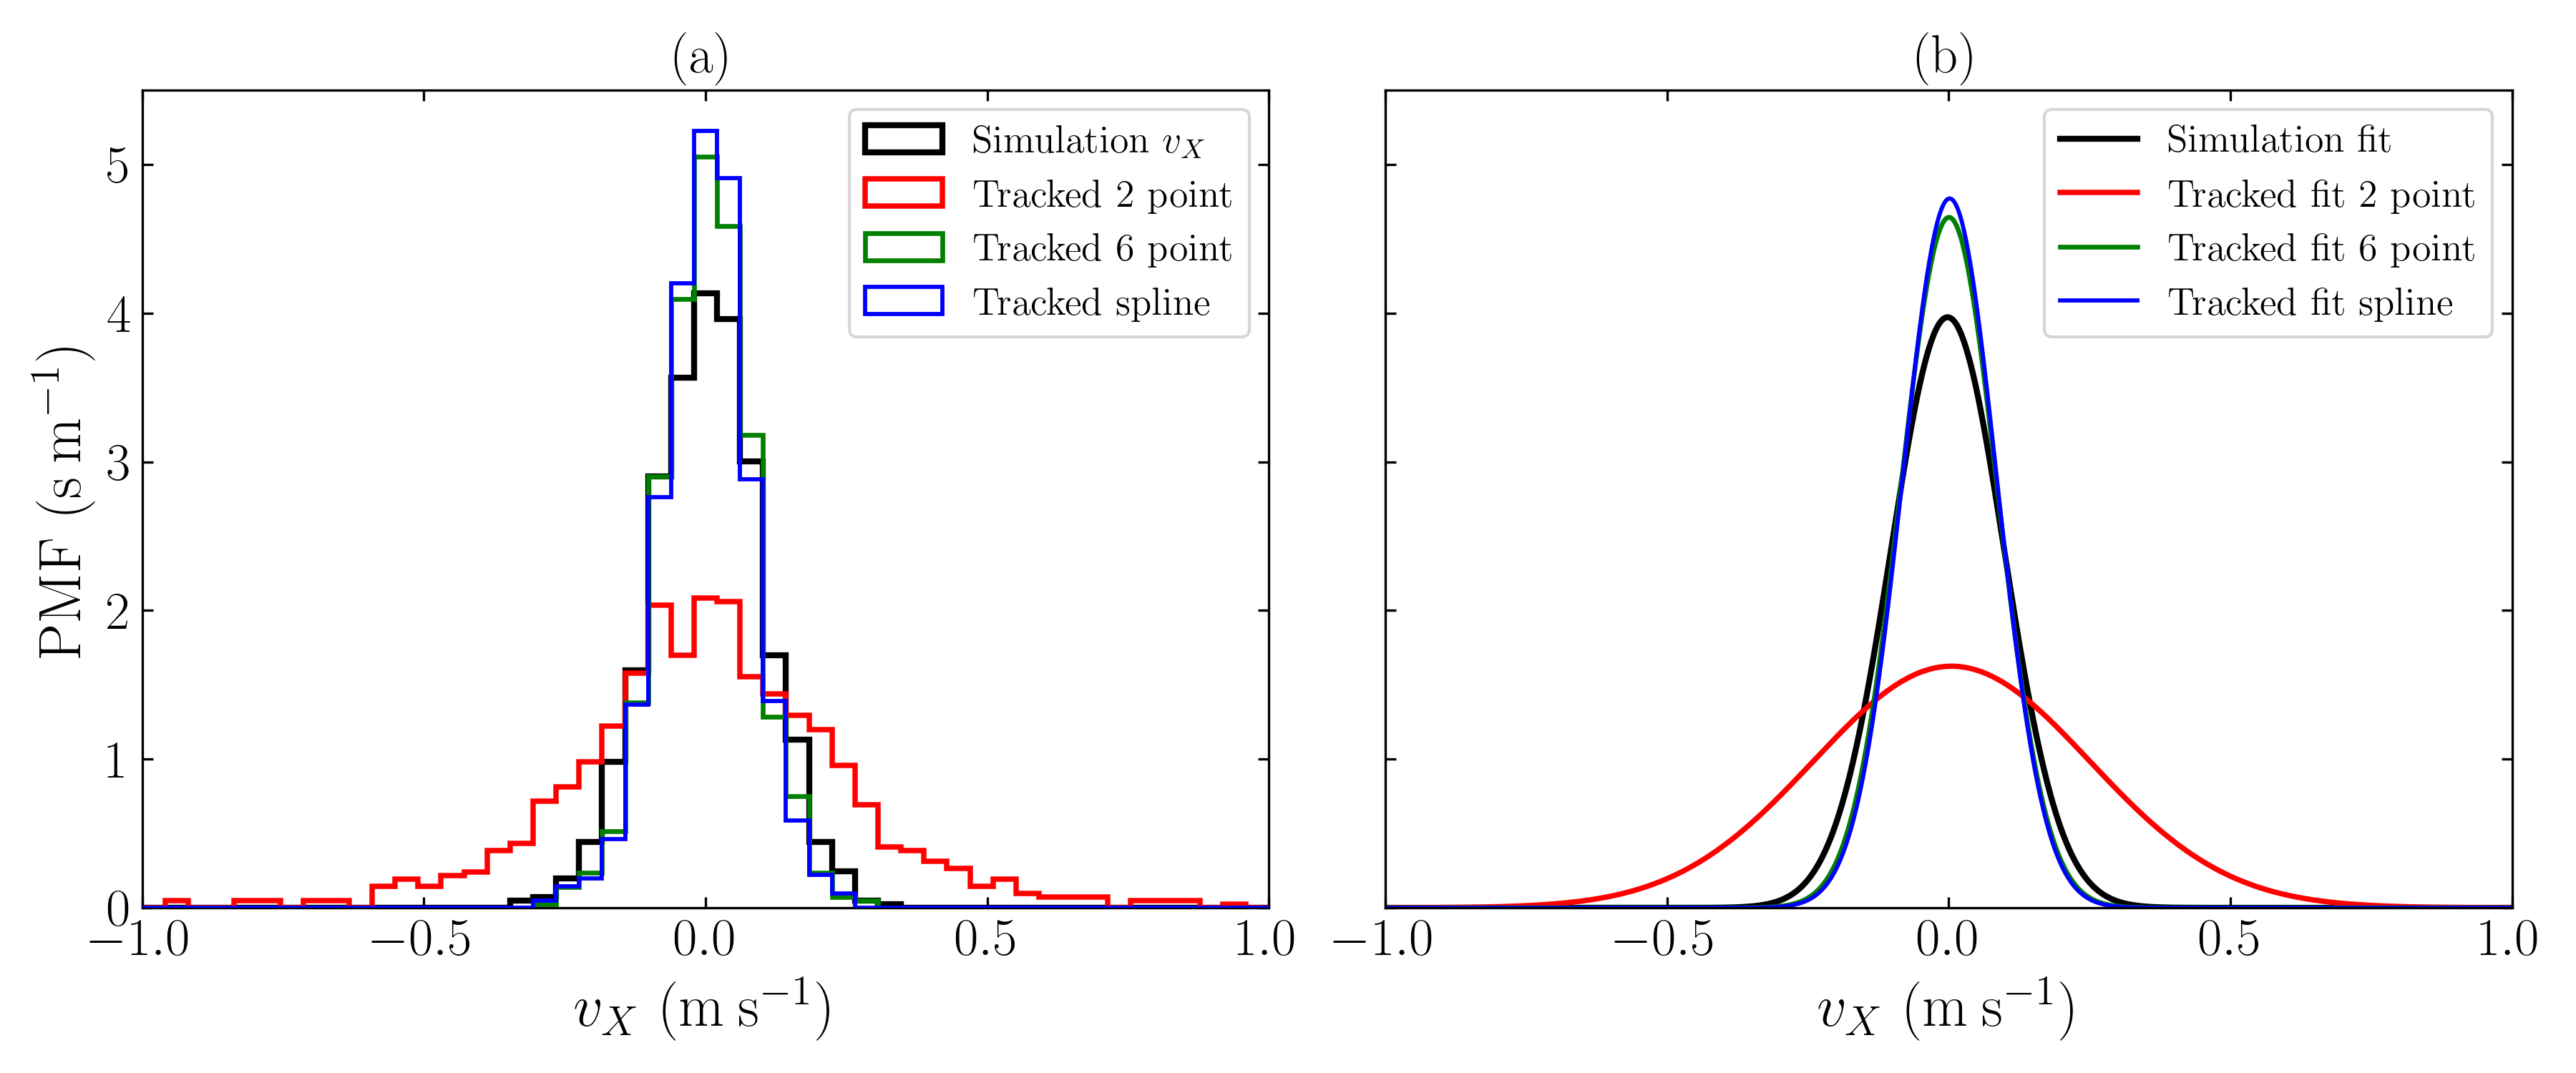 (a)
PMF (s m⁻¹)
5
4
3
2
1
0
Simulation v_X
Tracked 2 point
Tracked 6 point
Tracked spline
−1.0 −0.5 0.0 0.5 1.0
v_X (m s⁻¹)
(b)
Simulation fit
Tracked fit 2 point
Tracked fit 6 point
Tracked fit spline
−1.0 −0.5 0.0 0.5 1.0
v_X (m s⁻¹)